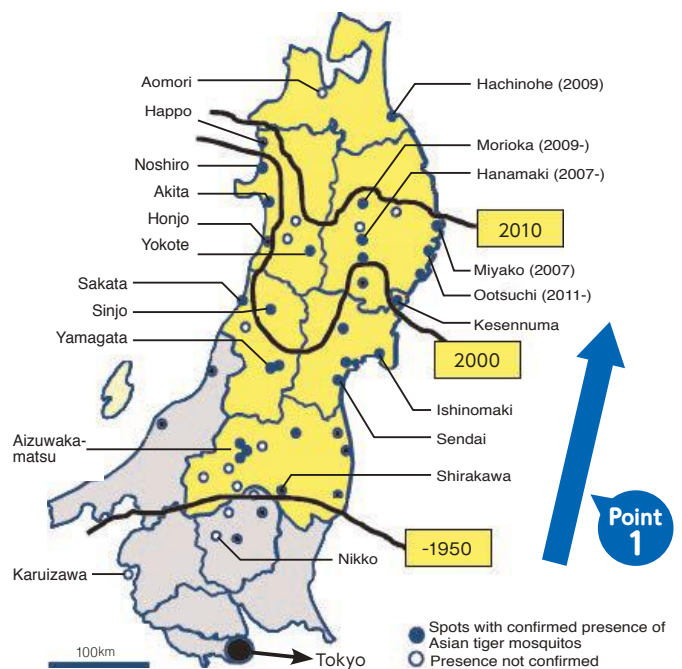 Aomori
Happo
Noshiro
Akita
Honjo
Yokote
Sakata
Sinjo
Yamagata
Aizuwaka-
matsu
Karuizawa
Hachinohe (2009)
Morioka (2009-)
Hanamaki (2007-)
2010
Miyako (2007)
Ootsuchi (2011-)
Kesennuma
2000
Ishinomaki
Sendai
Shirakawa
Point
1
-1950
Nikko
Tokyo
100km
Spots with confirmed presence of
Asian tiger mosquitos
Presence not confirmed